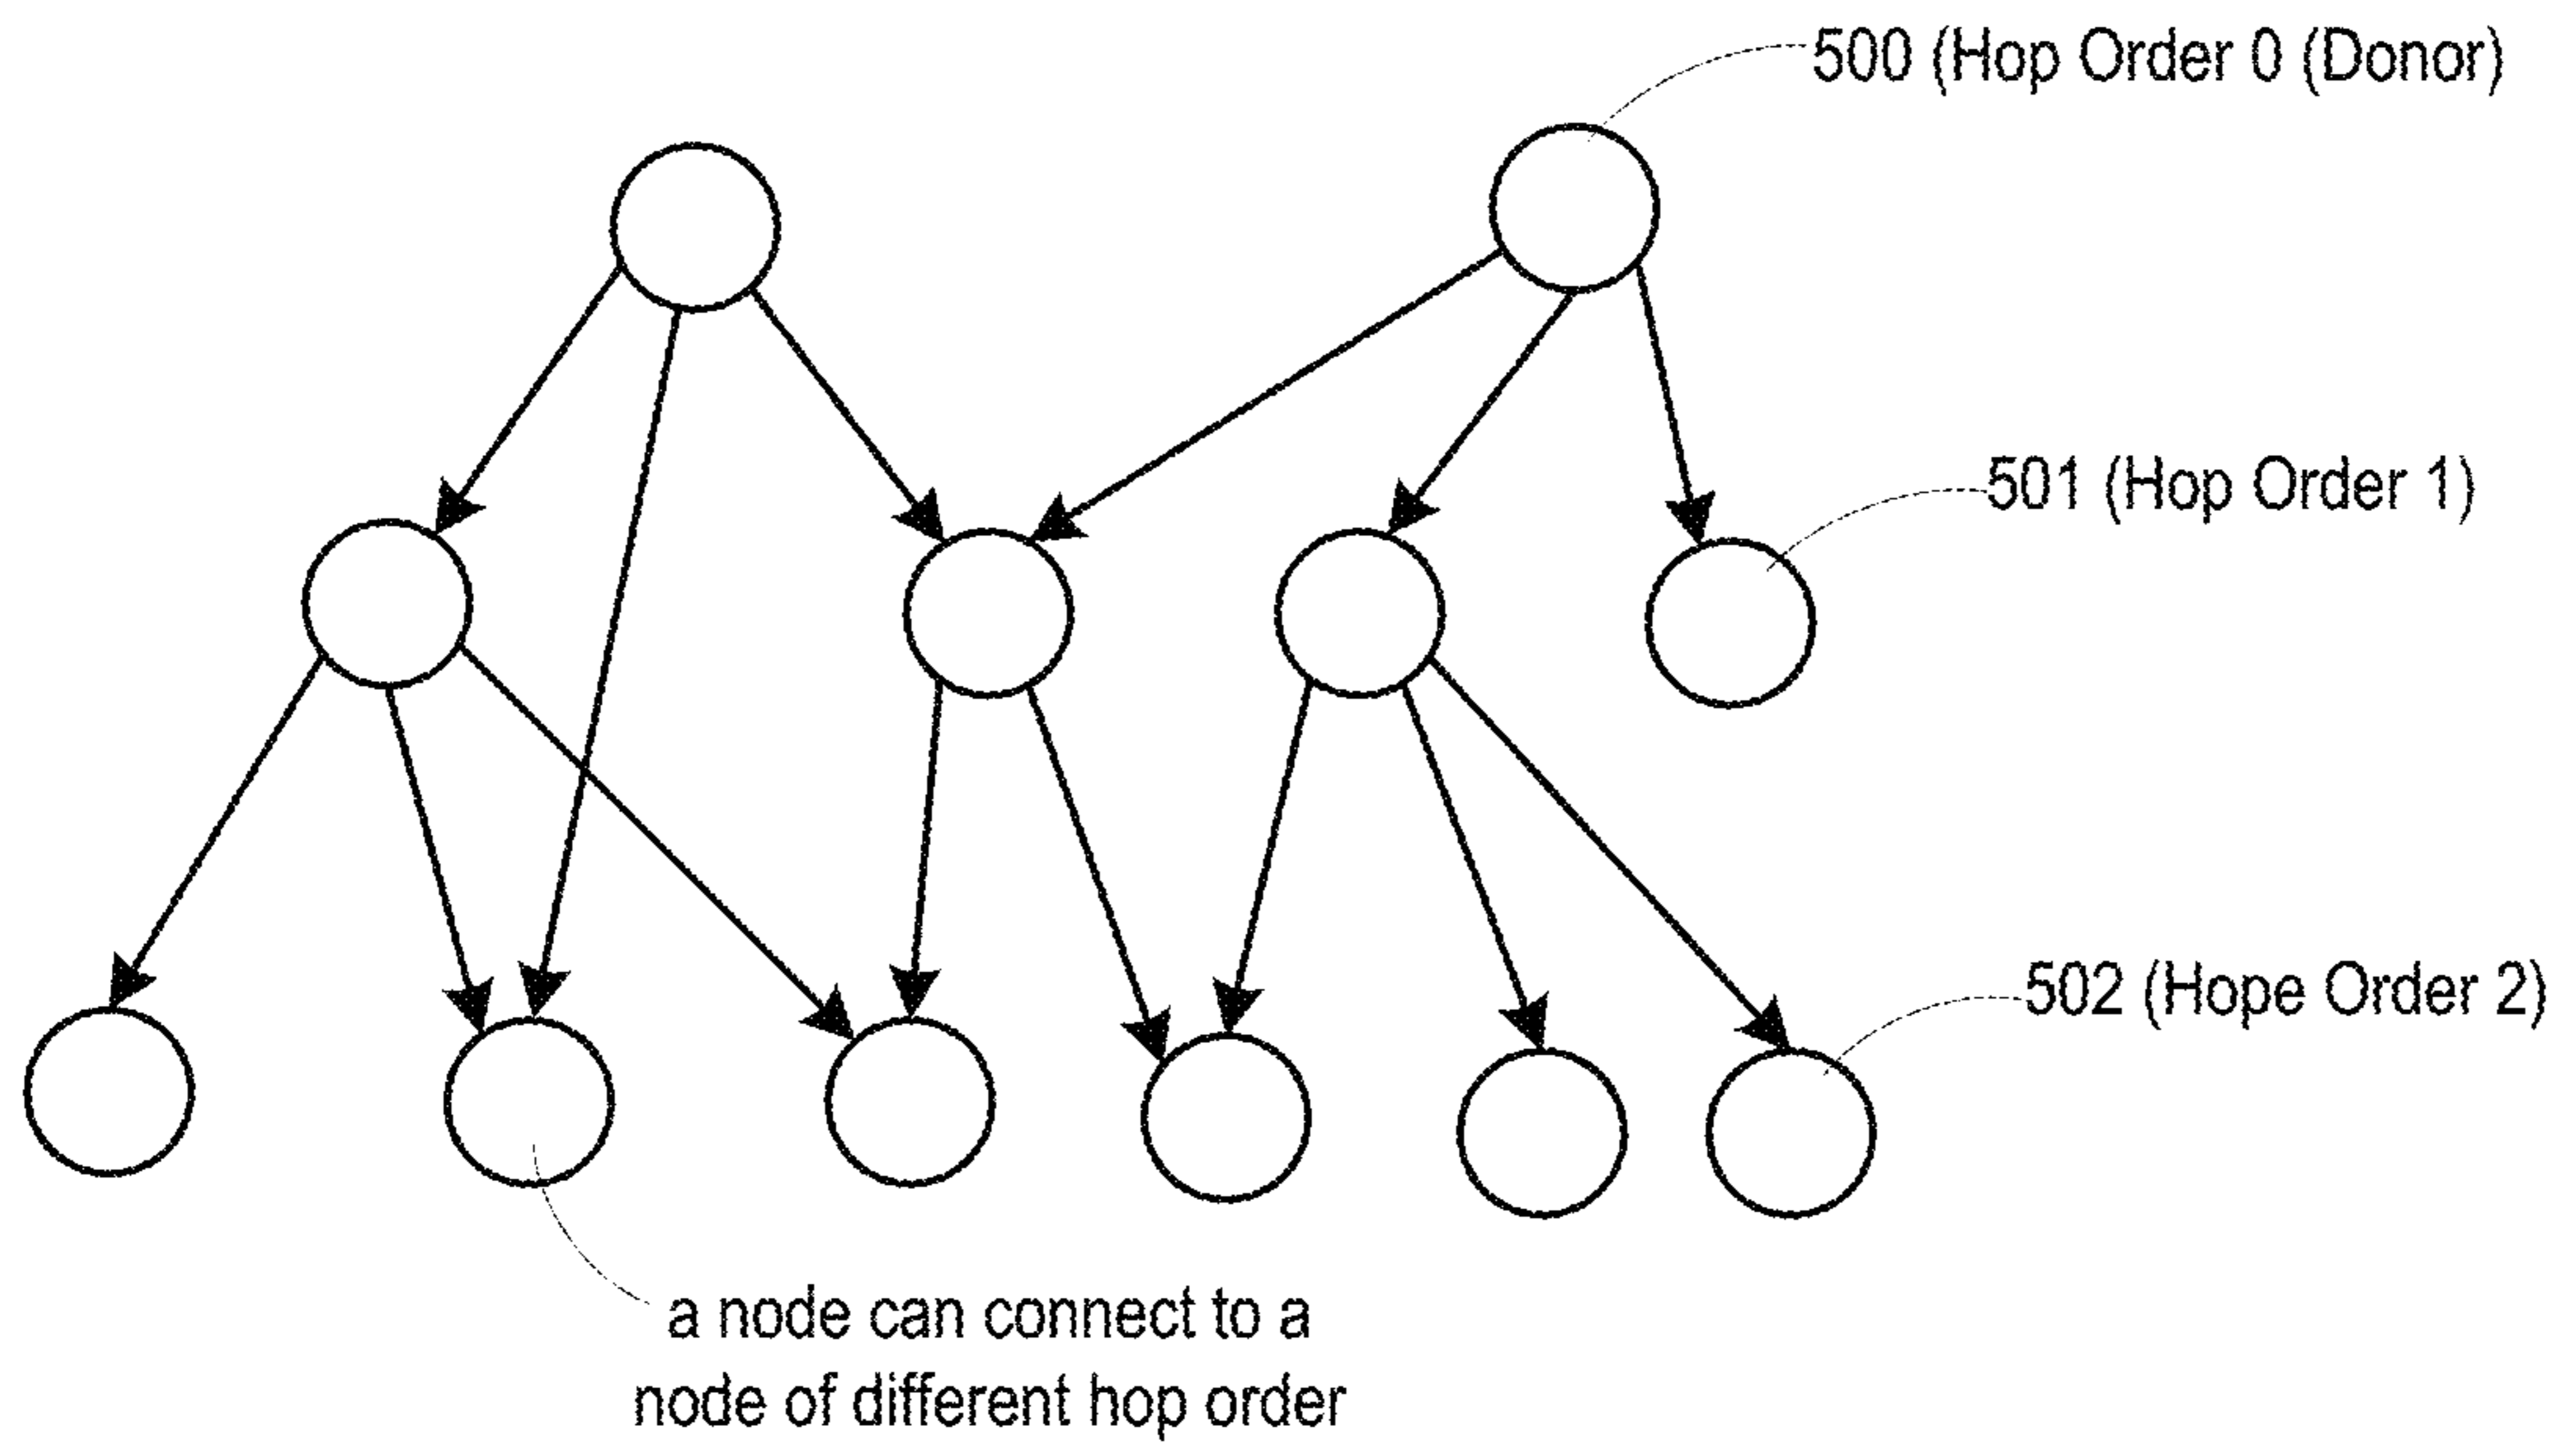 500 (Hop Order 0 (Donor)
501 (Hop Order 1)
502 (Hope Order 2)
a node can connect to a
node of different hop order